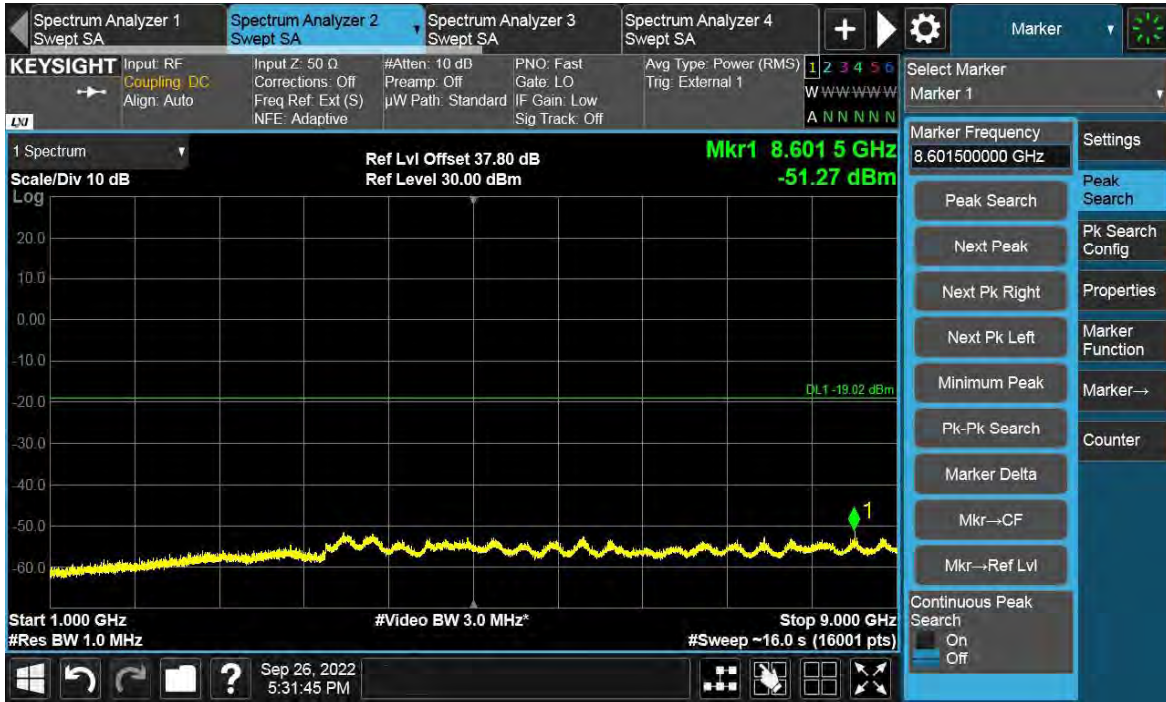 Spectrum Analyzer 1
Swept SA
Spectrum Analyzer 2
Swept SA
Spectrum Analyzer 3
Swept SA
Spectrum Analyzer 4
Swept SA
+
Marker
KEYSIGHT
LXI
Input: RF
Coupling: DC
Align: Auto
Input Z: 50 Ω
Corrections: Off
Freq Ref: Ext (S)
NFE: Adaptive
#Atten: 10 dB
Preamp: Off
µW Path: Standard
PNO: Fast
Gate: LO
IF Gain: Low
Sig Track: Off
Avg Type: Power (RMS)
Trig: External 1
1 2 3 4 5 6
W W W W W W
A N N N N N
Select Marker
Marker 1
1 Spectrum
Scale/Div 10 dB
Log
Ref Lvl Offset 37.80 dB
Ref Level 30.00 dBm
Mkr1 8.601 5 GHz
-51.27 dBm
20.0
10.0
0.00
-10.0
-20.0
-30.0
-40.0
-50.0
-60.0
DL1 -19.02 dBm
1
Start 1.000 GHz
#Res BW 1.0 MHz
#Video BW 3.0 MHz*
Stop 9.000 GHz
#Sweep ~16.0 s (16001 pts)
Marker Frequency
8.601500000 GHz
Peak Search
Next Peak
Next Pk Right
Next Pk Left
Minimum Peak
Pk-Pk Search
Marker Delta
Mkr→CF
Mkr→Ref Lvl
Continuous Peak
Search
On
Off
Settings
Peak
Search
Pk Search
Config
Properties
Marker
Function
Marker→
Counter
?
Sep 26, 2022
5:31:45 PM